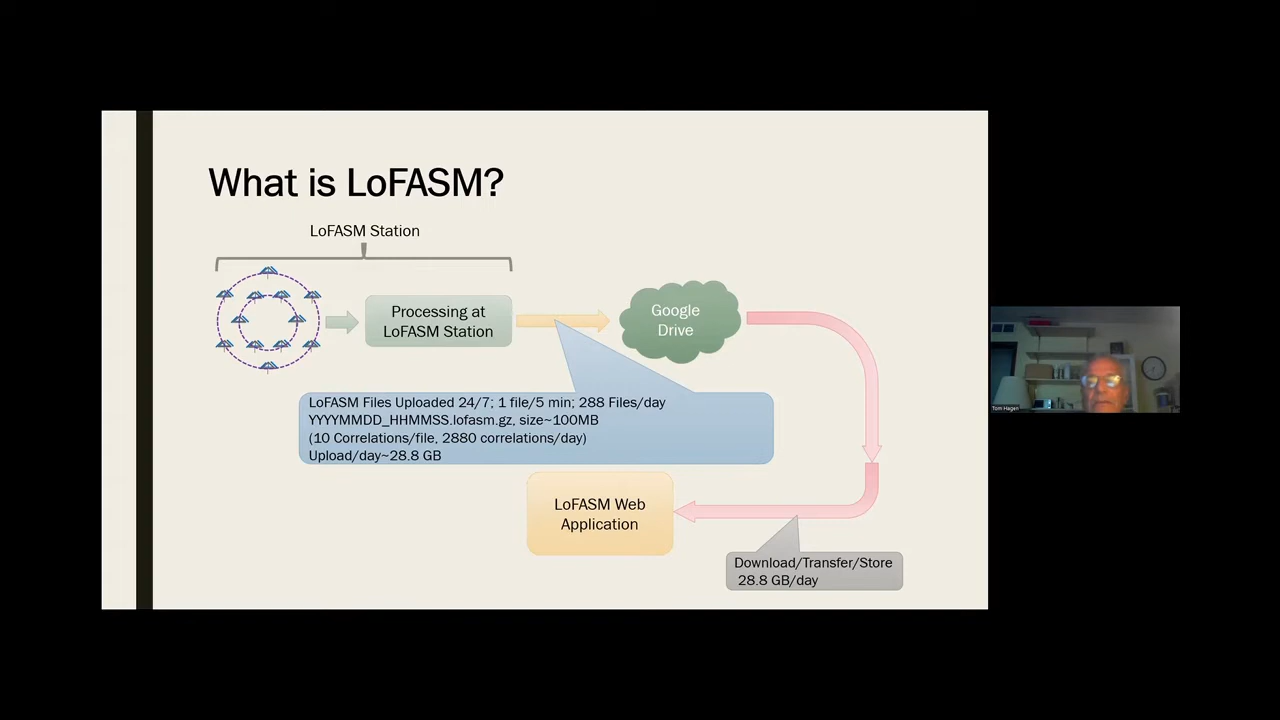 What is LoFASM?
LoFASM Station
Processing at
LoFASM Station
Google
Drive
LoFASM Files Uploaded 24/7; 1 file/5 min; 288 Files/day
YYYYMMDD_HHMMSS.lofasm.gz, size~100MB
(10 Correlations/file, 2880 correlations/day)
Upload/day~28.8 GB
LoFASM Web
Application
Download/Transfer/Store
28.8 GB/day
Tom Hagen